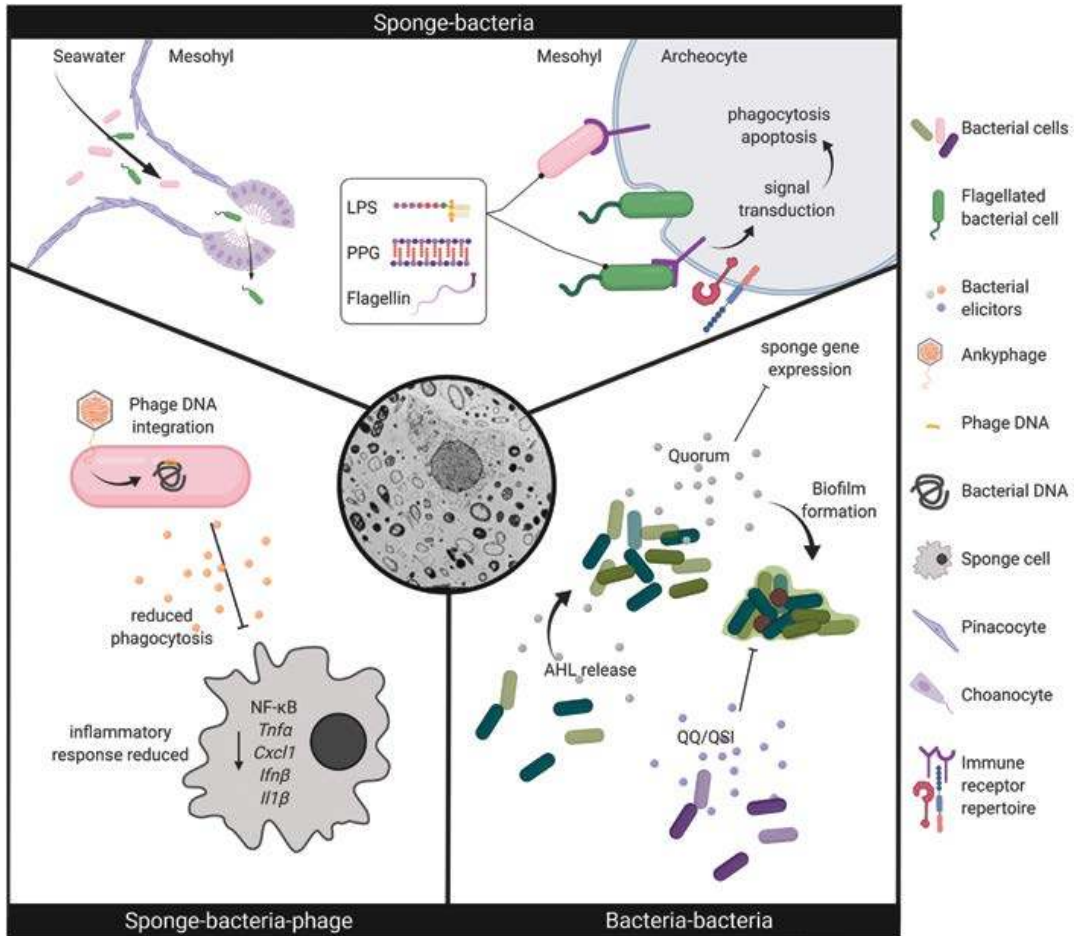 Sponge-bacteria
Seawater
Mesohyl
Mesohyl
Archeocyte
phagocytosis
apoptosis
signal
transduction
LPS
PPG
Flagellin
Phage DNA
integration
reduced
phagocytosis
inflammatory
response reduced
NF-κB
Tnfα
Cxcl1
Ifnβ
Il1β
sponge gene
expression
Quorum
Biofilm
formation
AHL release
QQ/QSI
Sponge-bacteria-phage
Bacteria-bacteria
Bacterial cells
Flagellated
bacterial cell
Bacterial
elicitors
Ankyphage
Phage DNA
Bacterial DNA
Sponge cell
Pinacocyte
Choanocyte
Immune
receptor
repertoire